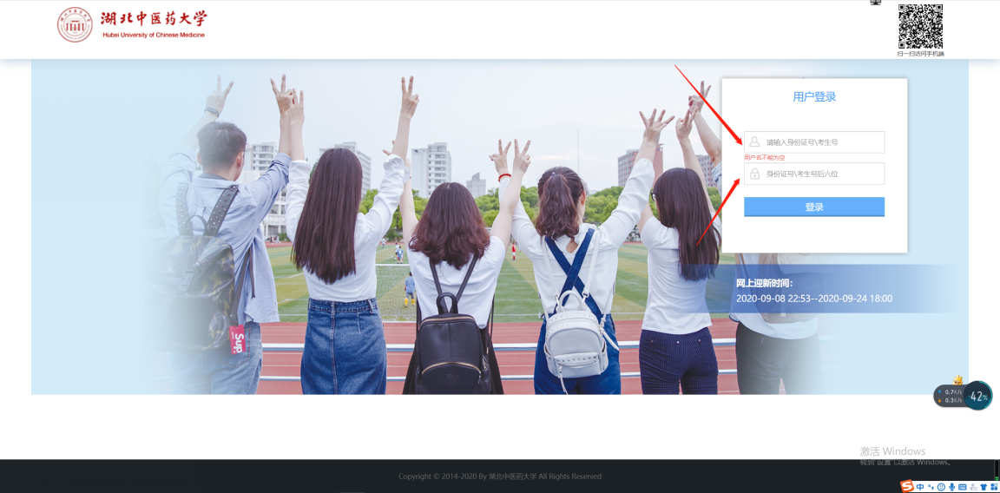 湖北中医药大学
Hubei University of Chinese Medicine
扫一扫访问手机端
用户登录
请输入身份证号\考生号
用户名不能为空
身份证号\考生号后六位
登录
网上迎新时间：
2020-09-08 22:53--2020-09-24 18:00
Sup
0.7K/s
0.3K/s
42%
激活 Windows
转到"设置"以激活 Windows。
Copyright © 2014-2020 By 湖北中医药大学 All Rights Reserved
中